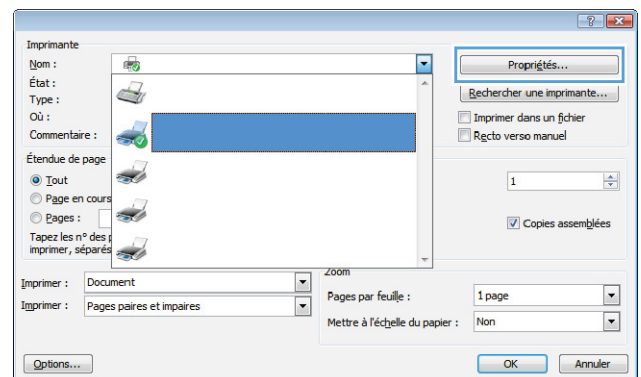 Imprimante
Nom :
Propriétés...
État :
Type :
Rechercher une imprimante...
Où :
Imprimer dans un fichier
Commentaire :
Recto verso manuel
Étendue de page
Tout
1
Page en cours
Pages :
Copies assemblées
Tapez les n° des
imprimer, séparés
Zoom
Imprimer :
Document
Pages par feuille :
1 page
Imprimer :
Pages paires et impaires
Mettre à l'échelle du papier :
Non
Options...
OK
Annuler